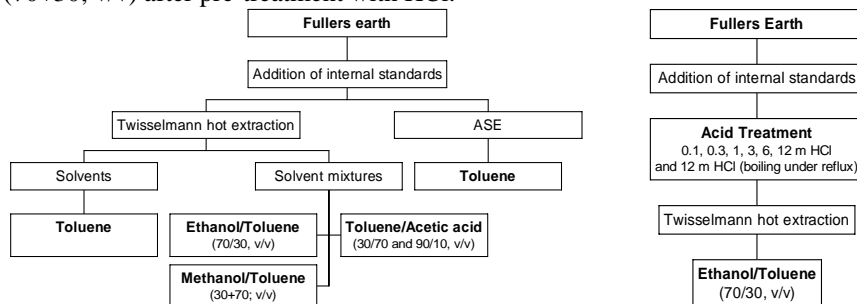 (70+30, v/v) after pre-treatment with HCl.
Fullers earth
Addition of internal standards
Twisselmann hot extraction
ASE
Solvents
Solvent mixtures
Toluene
Toluene
Ethanol/Toluene
(70/30, v/v)
Toluene/Acetic acid
(30/70 and 90/10, v/v)
Methanol/Toluene
(30+70; v/v)
Fullers Earth
Addition of internal standards
Acid Treatment
0.1, 0.3, 1, 3, 6, 12 m HCl
and 12 m HCl (boiling under reflux)
Twisselmann hot extraction
Ethanol/Toluene
(70/30, v/v)